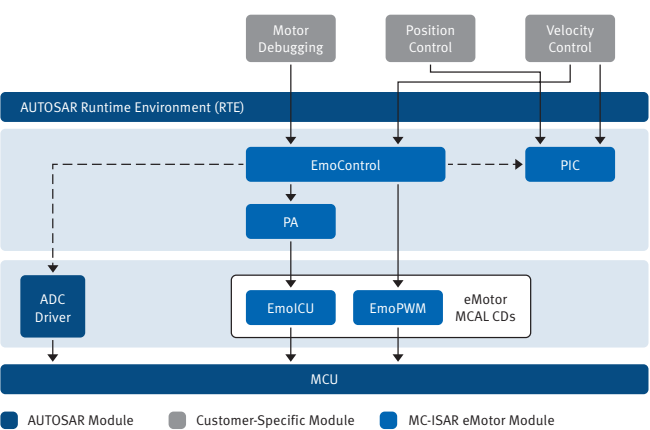 Motor
Debugging
Position
Control
Velocity
Control
AUTOSAR Runtime Environment (RTE)
EmoControl
PIC
PA
ADC
Driver
EmoICU
EmoPWM
eMotor
MCAL CDs
MCU
AUTOSAR Module
Customer-Specific Module
MC-ISAR eMotor Module